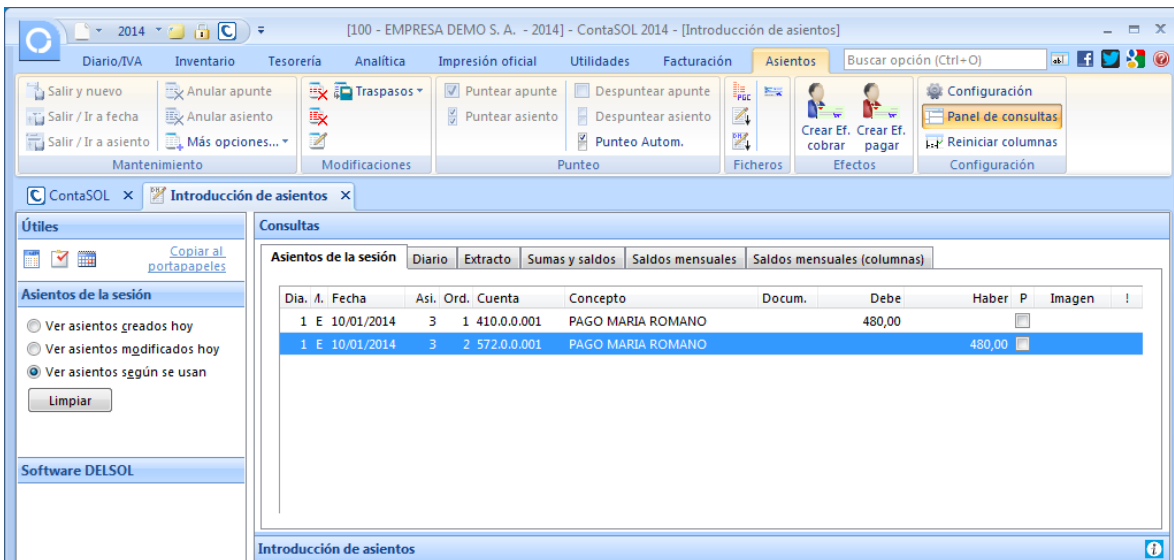 2014
[100 - EMPRESA DEMO S. A. - 2014] - ContaSOL 2014 - [Introducción de asientos]
Diario/IVA Inventario Tesorería Analítica Impresión oficial Utilidades Facturación Asientos Buscar opción (Ctrl+O)
Salir y nuevo Anular apunte Traspasos Puntear apunte Despuntear apunte Configuración
Salir / Ir a fecha Anular asiento Puntear asiento Despuntear asiento Crear Ef. Crear Ef. Panel de consultas
Salir / Ir a asiento Más opciones... Punteo Autom. cobrar pagar Reiniciar columnas
Mantenimiento Modificaciones Punteo Ficheros Efectos Configuración
ContaSOL Introducción de asientos
Útiles Consultas
Copiar al
portapapeles
Asientos de la sesión Diario Extracto Sumas y saldos Saldos mensuales Saldos mensuales (columnas)
Asientos de la sesión
Dia. Fecha Asi. Ord. Cuenta Concepto Docum. Debe Haber P Imagen !
1 E 10/01/2014 3 1 410.0.0.001 PAGO MARIA ROMANO 480,00
1 E 10/01/2014 3 2 572.0.0.001 PAGO MARIA ROMANO 480,00
Ver asientos creados hoy
Ver asientos modificados hoy
Ver asientos según se usan
Limpiar
Software DELSOL
Introducción de asientos